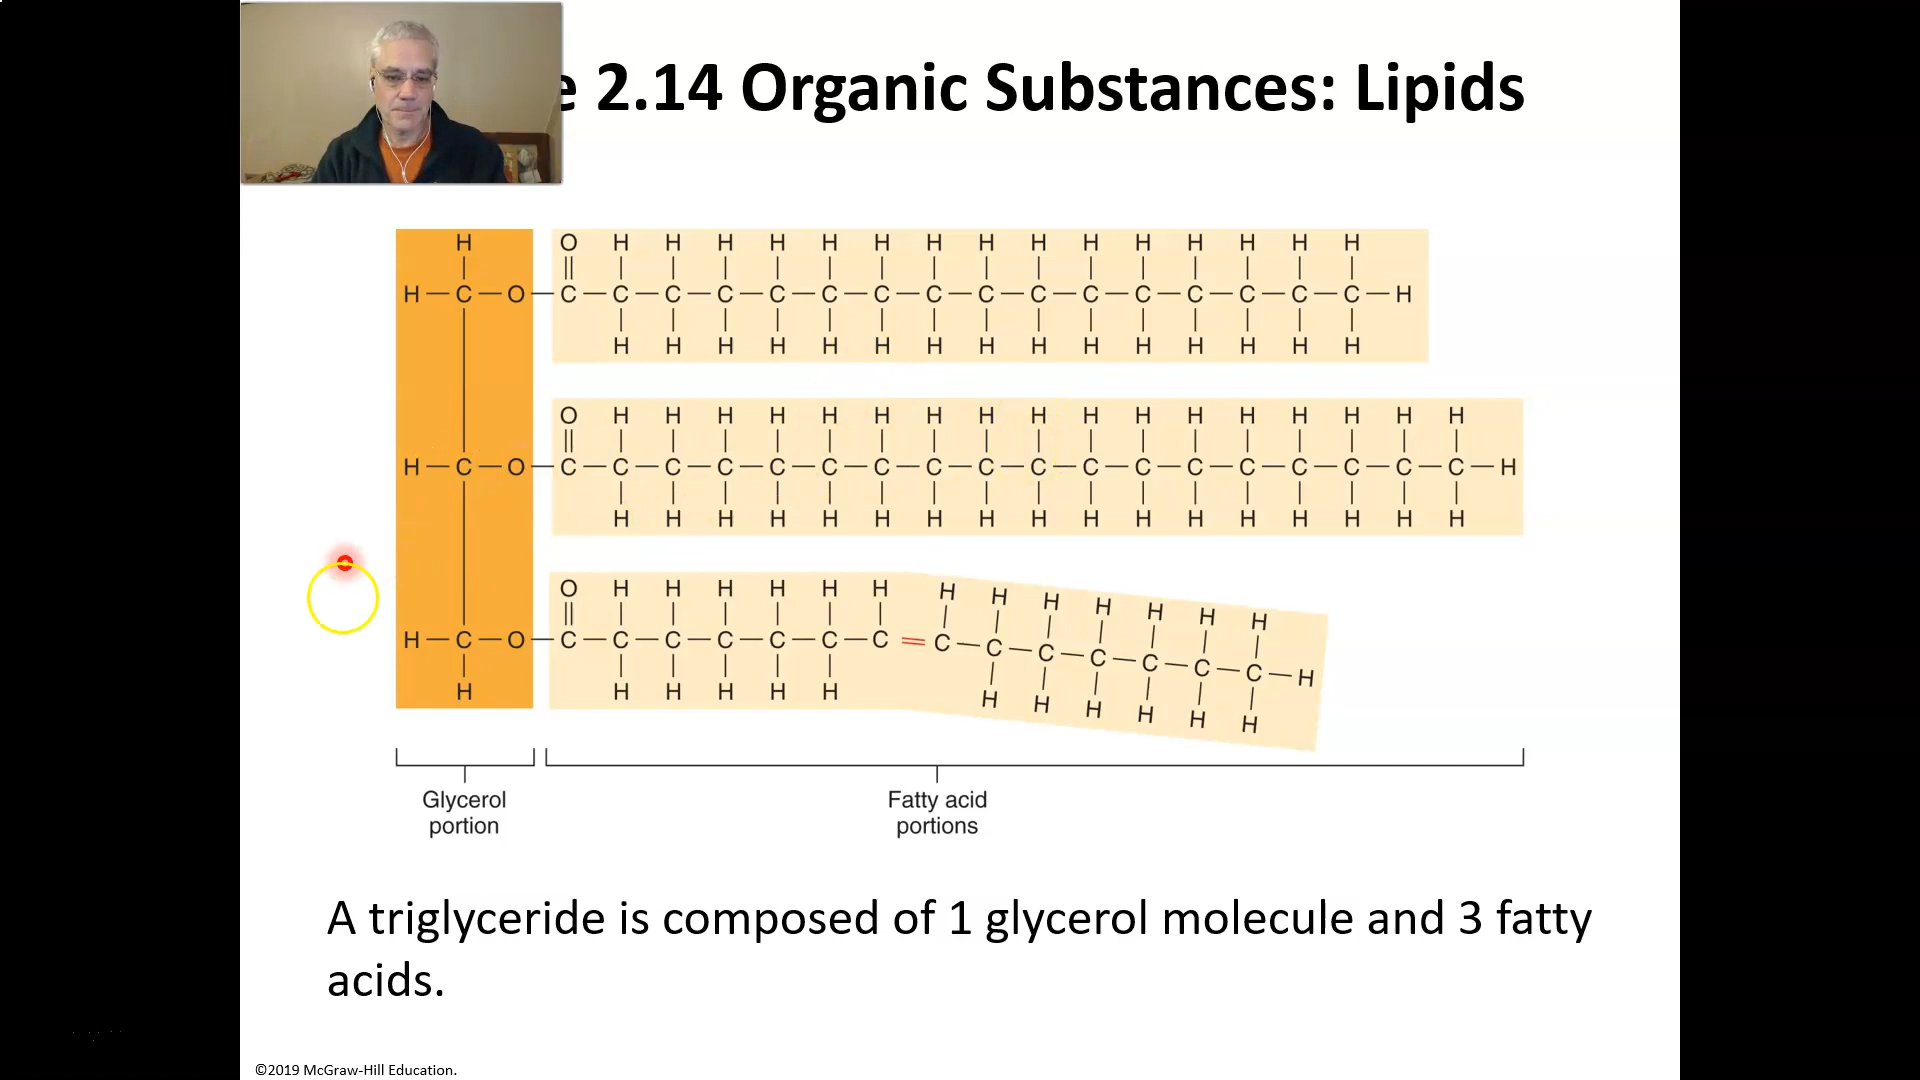 e 2.14 Organic Substances: Lipids
H O H H H H H H H H H H H H H H H
H C O C C C C C C C C C C C C C C C C H
H H H H H H H H H H H H H H H
O H H H H H H H H H H H H H H H H H
H C O C C C C C C C C C C C C C C C C C C H
H H H H H H H H H H H H H H H H H
O H H H H H H H H H H H H H
H C O C C C C C C C = C C C C C C C H
H H H H H H H H H H H H
Glycerol
portion
Fatty acid
portions
A triglyceride is composed of 1 glycerol molecule and 3 fatty
acids.
©2019 McGraw-Hill Education.